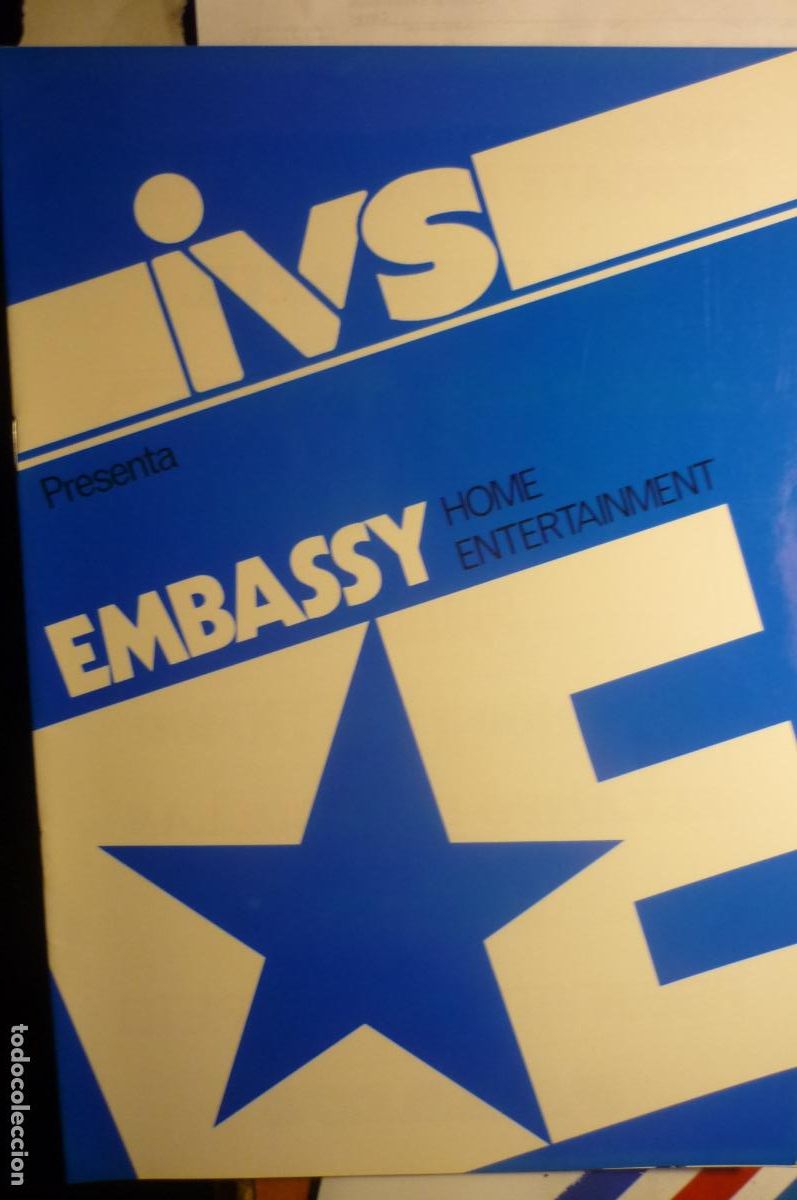 ivs
Presenta
EMBASSY HOME
ENTERTAINMENT
E
todocoleccion